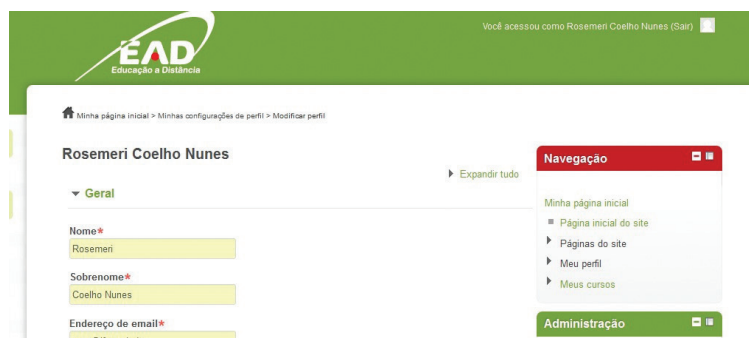 Você acessou como Rosemeri Coelho Nunes (Sair)
EAD
Educação a Distância
Minha página inicial > Minhas configurações de perfil > Modificar perfil
Rosemeri Coelho Nunes
Expandir tudo
Geral
Nome*
Rosemeri
Sobrenome*
Coelho Nunes
Endereço de email*
Navegação
Minha página inicial
Página inicial do site
Páginas do site
Meu perfil
Meus cursos
Administração